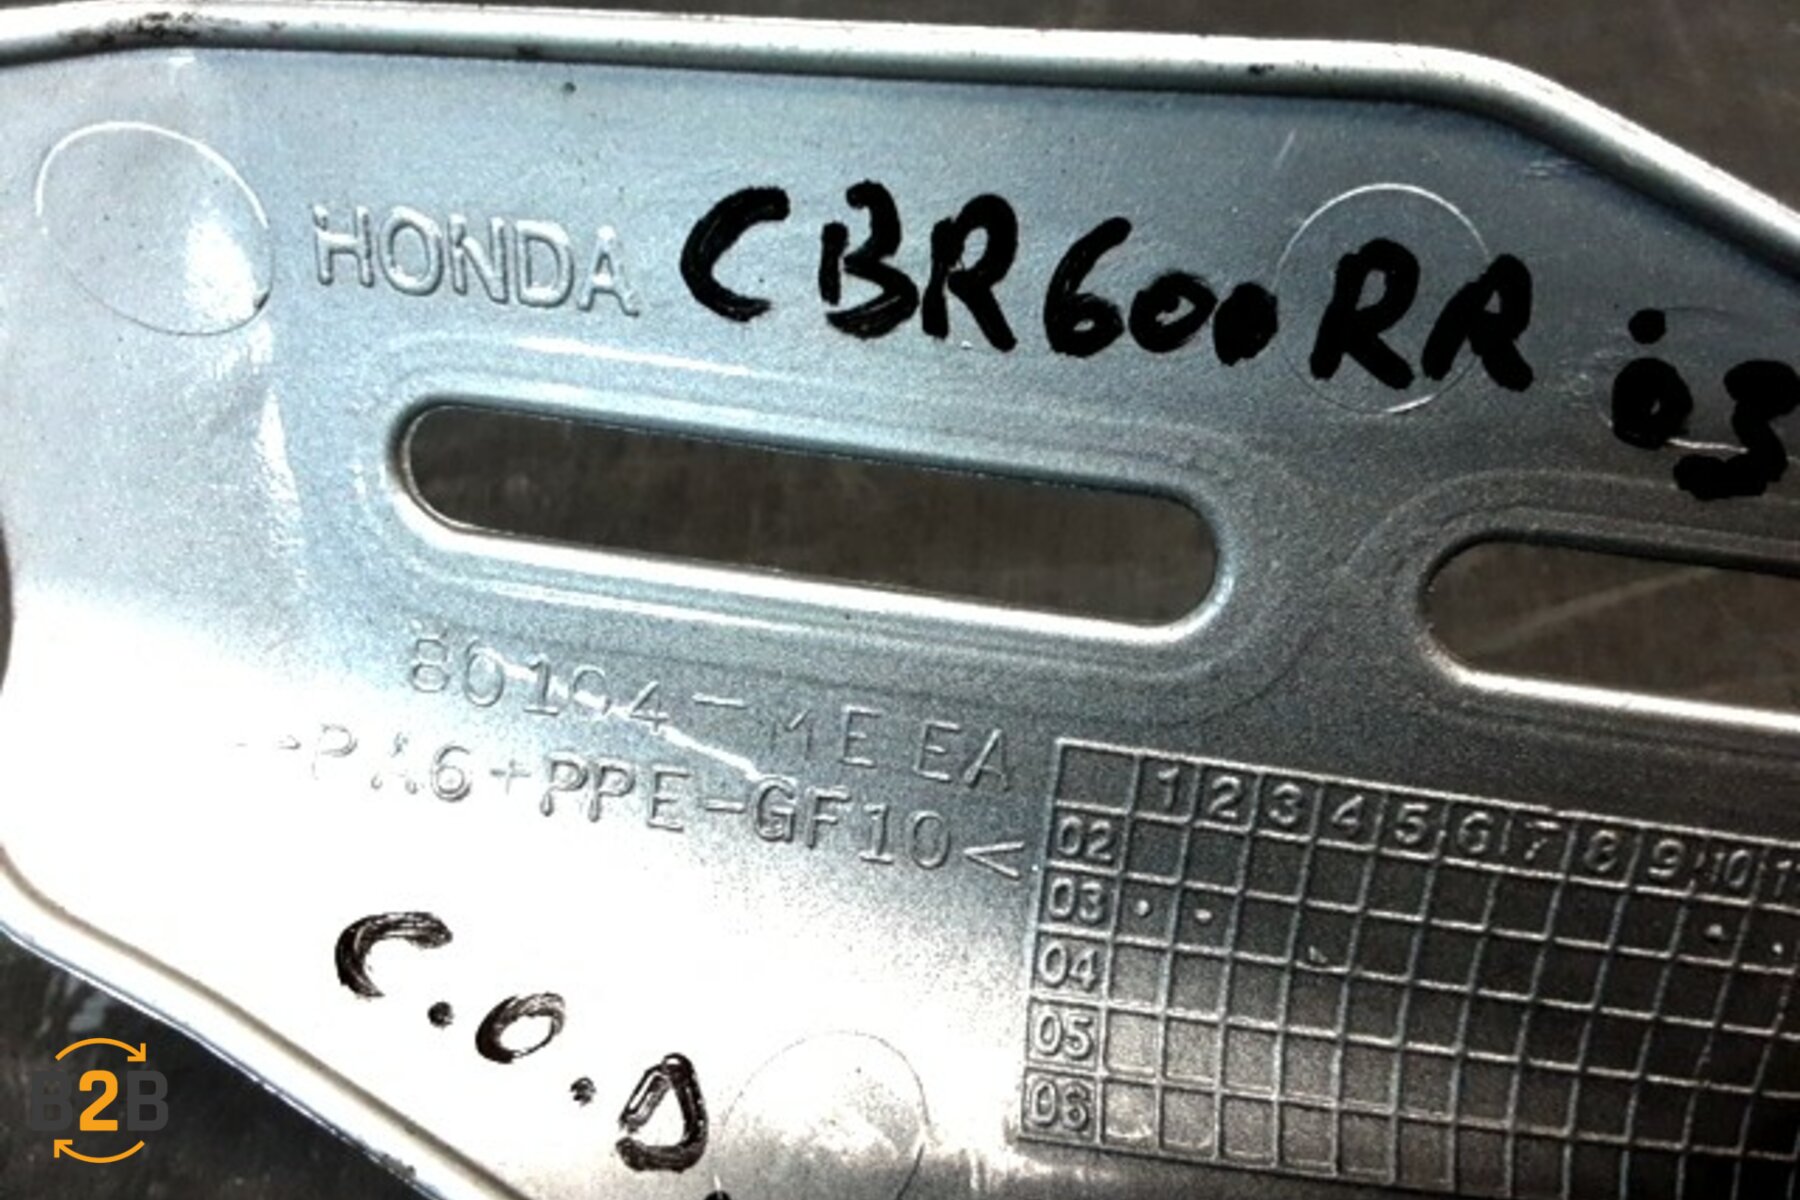 HONDA CBR600RR '03
80104-MEEA
>PA6+PPE-GF10<
1 2 3 4 5 6 7 8 9 10 11
02
03
04
05
06
C.O.D
B2B